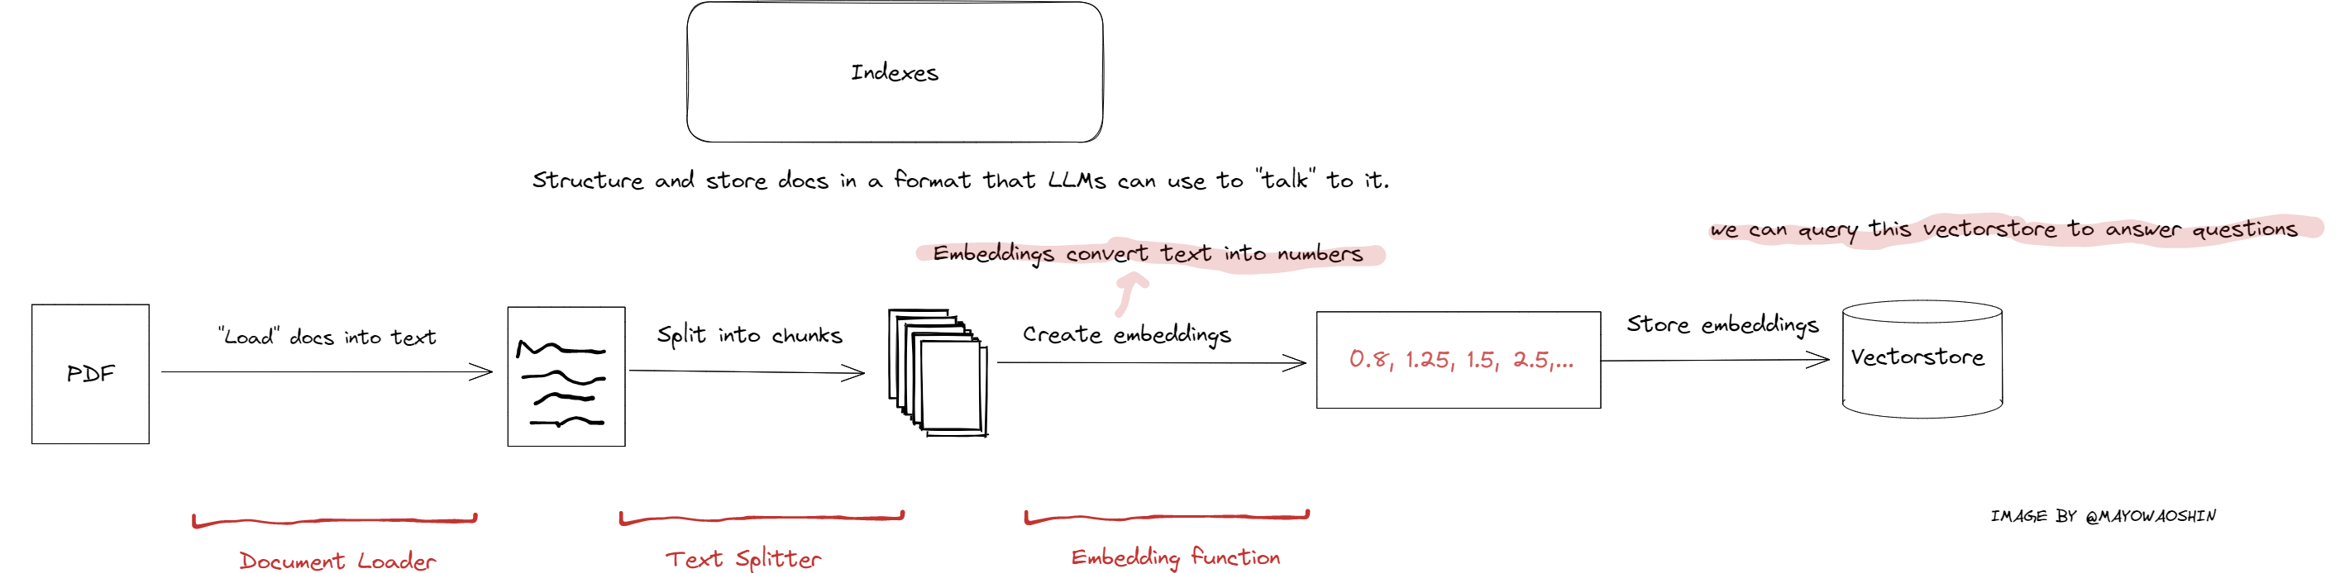 Indexes
Structure and store docs in a format that LLMs can use to "talk" to it.
we can query this vectorstore to answer questions
Embeddings convert text into numbers
PDF
"Load" docs into text
Split into chunks
Create embeddings
0.8, 1.25, 1.5, 2.5,...
Store embeddings
Vectorstore
IMAGE BY @MAYOWAOSHIN
Document Loader
Text Splitter
Embedding function